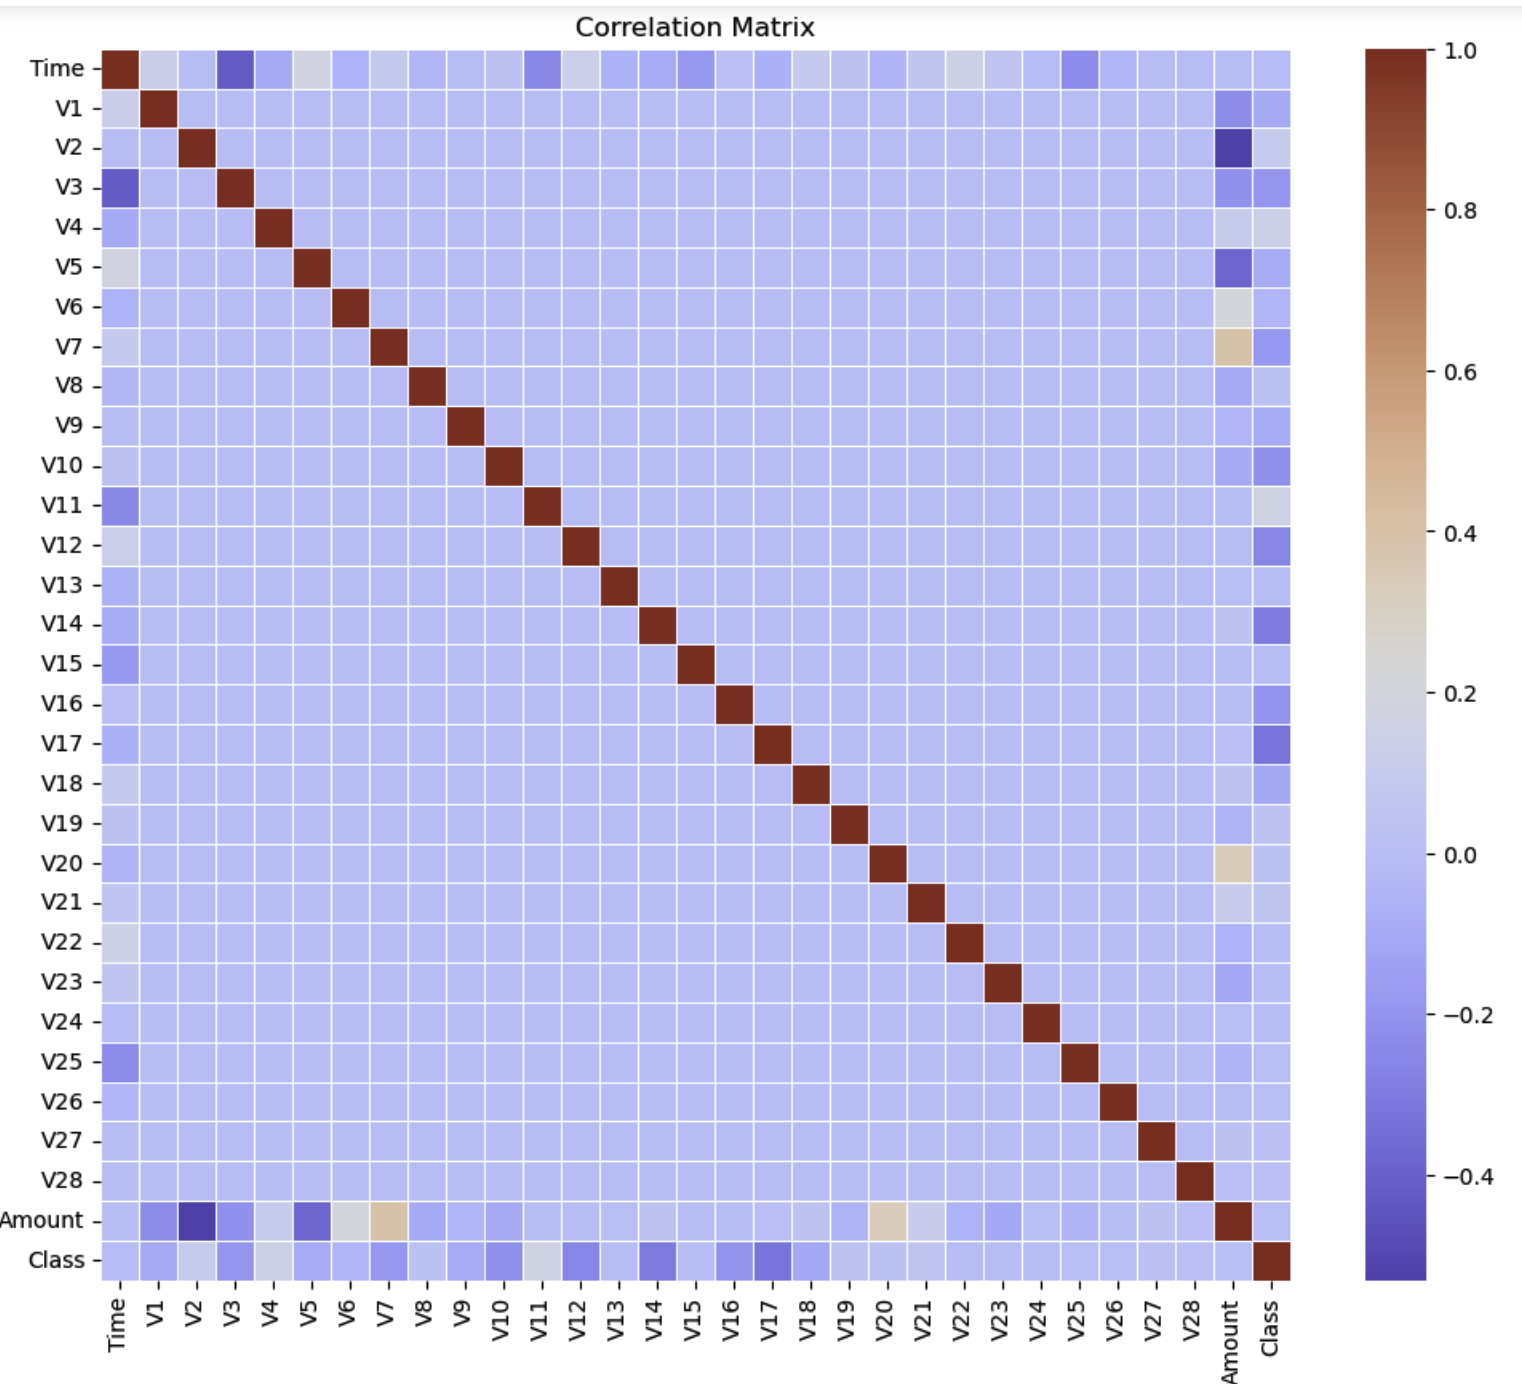 Correlation Matrix
Time
V1
V2
V3
V4
V5
V6
V7
V8
V9
V10
V11
V12
V13
V14
V15
V16
V17
V18
V19
V20
V21
V22
V23
V24
V25
V26
V27
V28
Amount
Class
Time V1 V2 V3 V4 V5 V6 V7 V8 V9 V10 V11 V12 V13 V14 V15 V16 V17 V18 V19 V20 V21 V22 V23 V24 V25 V26 V27 V28 Amount Class
1.0
0.8
0.6
0.4
0.2
0.0
−0.2
−0.4